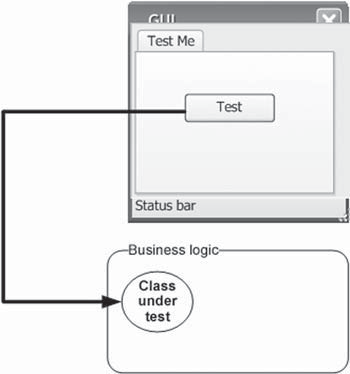 GUI
Test Me
Test
Status bar
Business logic
Class
under
test